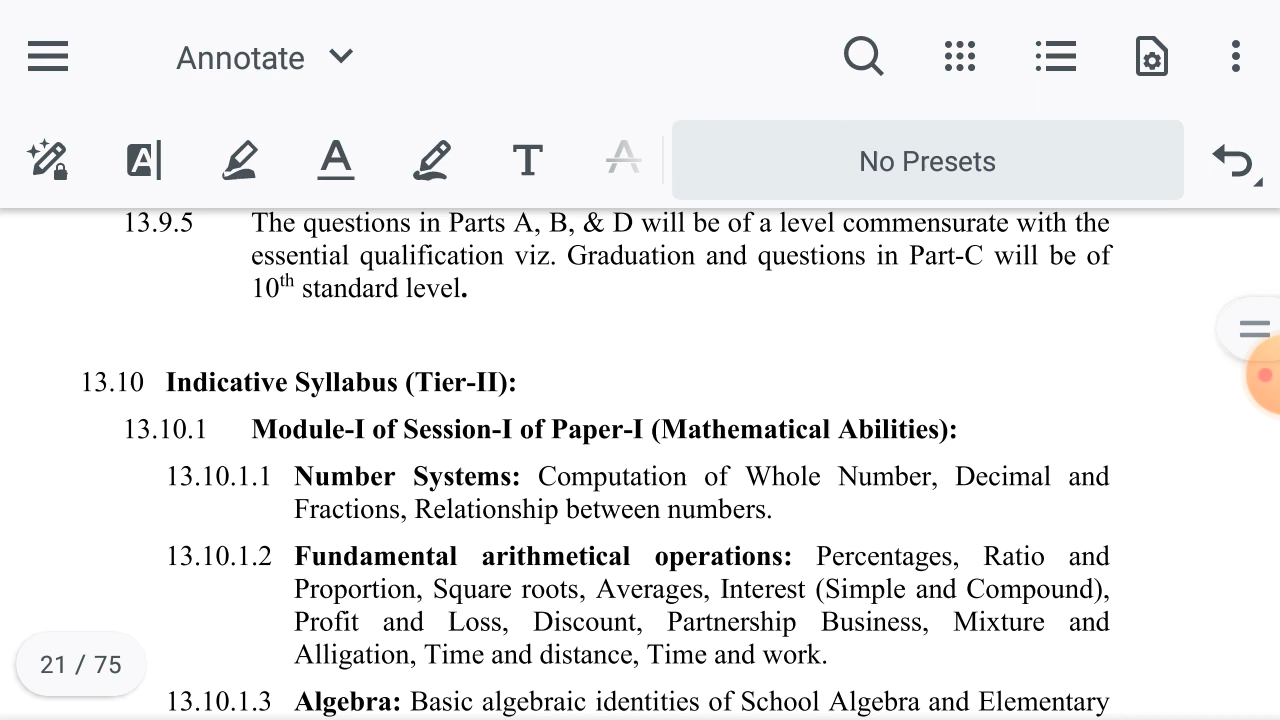 Annotate
A A T A No Presets
13.9.5 The questions in Parts A, B, & D will be of a level commensurate with the
essential qualification viz. Graduation and questions in Part-C will be of
10th standard level.
13.10 Indicative Syllabus (Tier-II):
13.10.1 Module-I of Session-I of Paper-I (Mathematical Abilities):
13.10.1.1 Number Systems: Computation of Whole Number, Decimal and
Fractions, Relationship between numbers.
13.10.1.2 Fundamental arithmetical operations: Percentages, Ratio and
Proportion, Square roots, Averages, Interest (Simple and Compound),
Profit and Loss, Discount, Partnership Business, Mixture and
Alligation, Time and distance, Time and work.
21 / 75
13.10.1.3 Algebra: Basic algebraic identities of School Algebra and Elementary